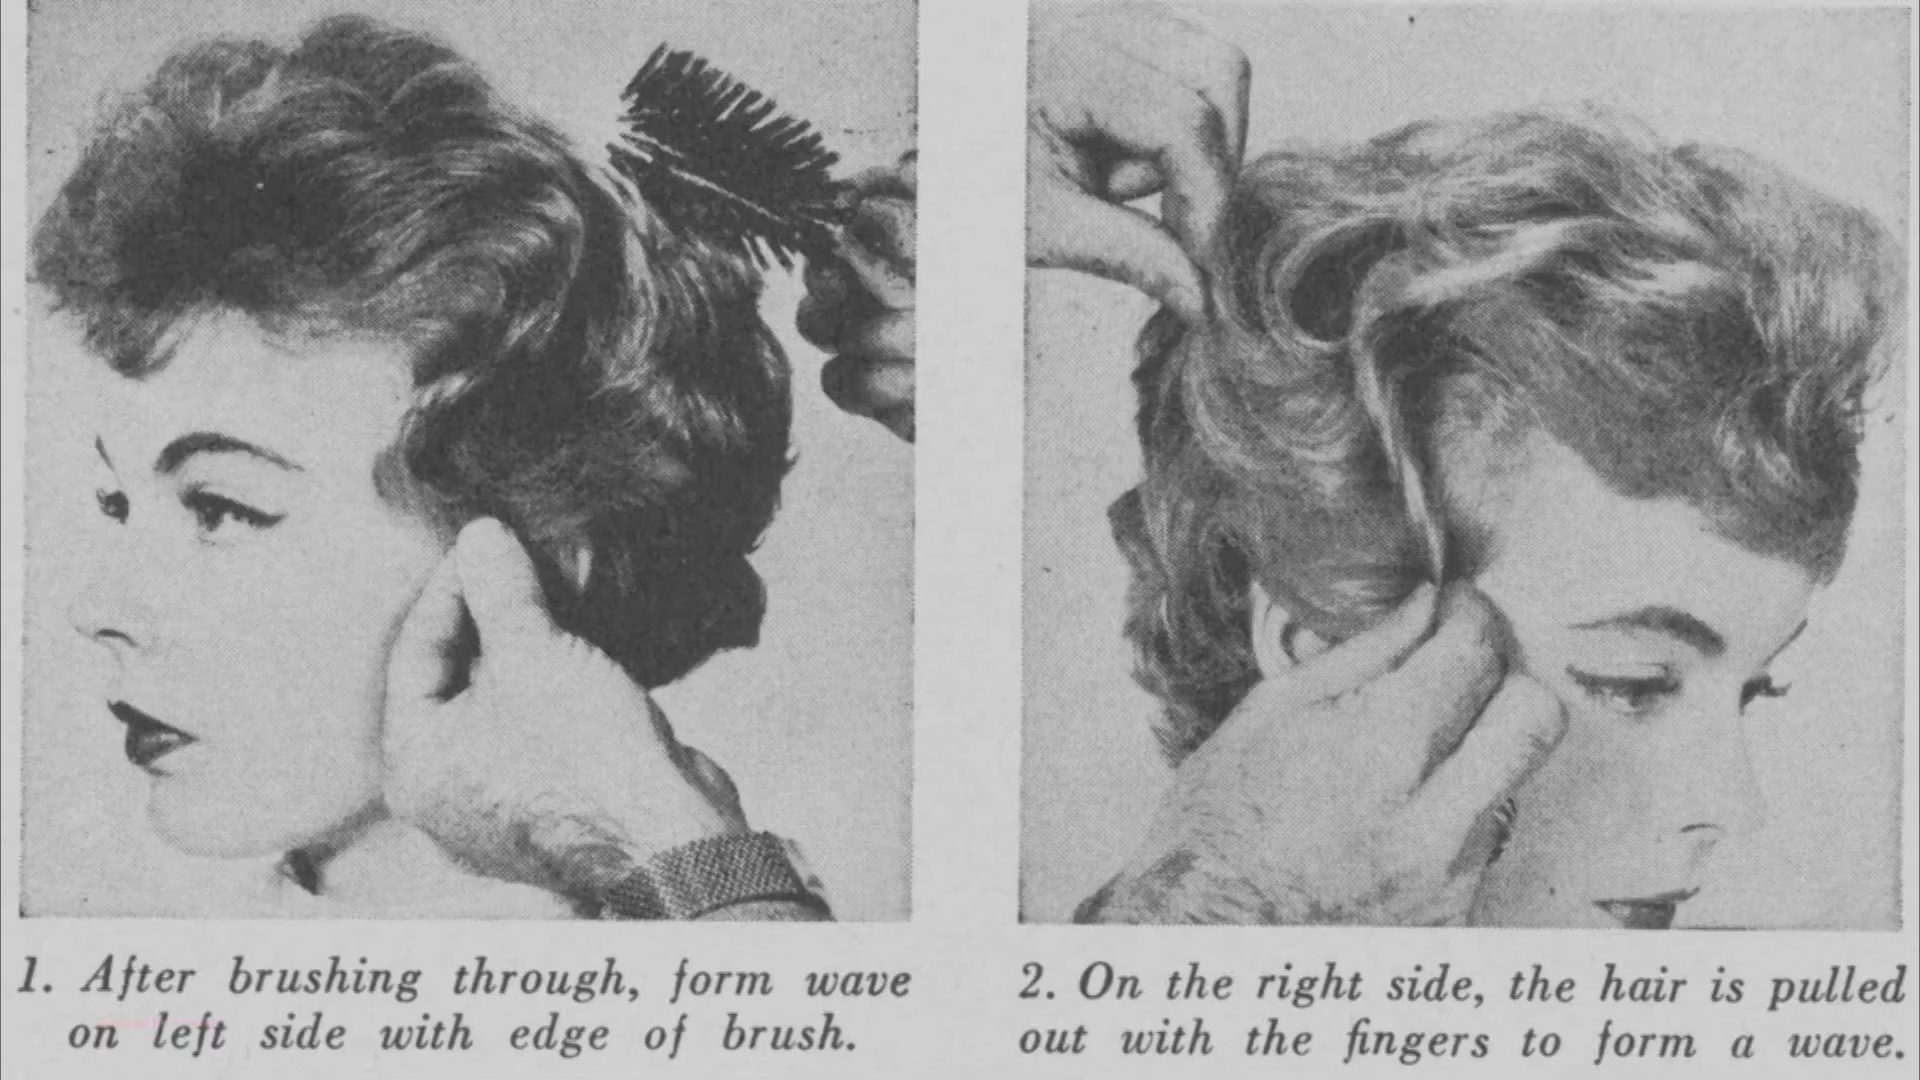 1. After brushing through, form wave
on left side with edge of brush.
2. On the right side, the hair is pulled
out with the fingers to form a wave.